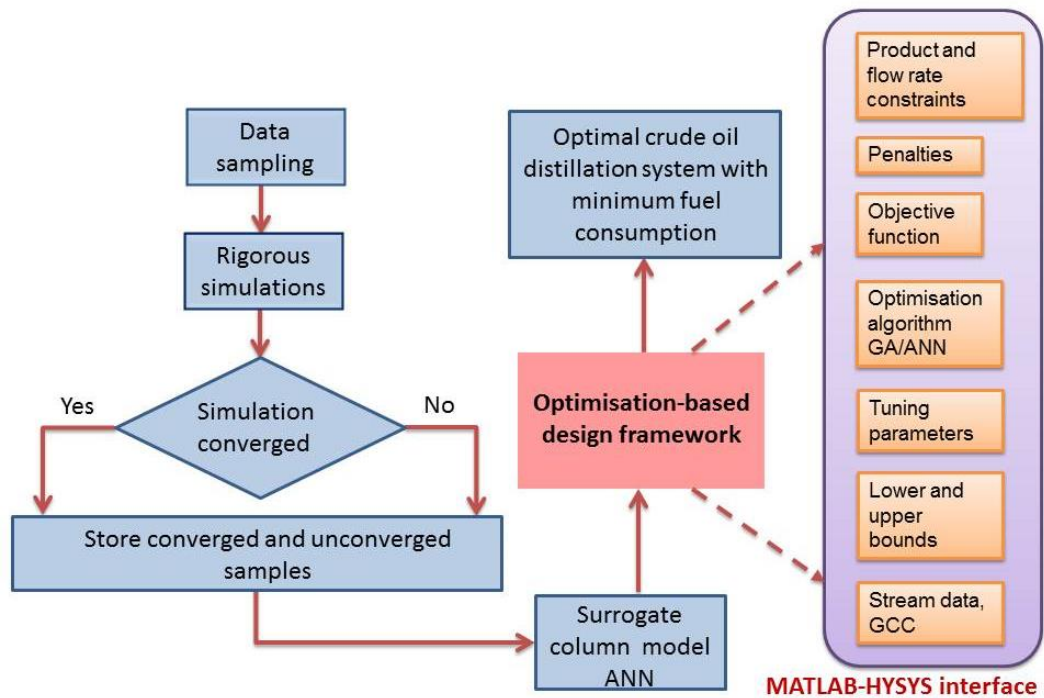 Data
sampling
Rigorous
simulations
Yes
Simulation
converged
No
Store converged and unconverged
samples
Surrogate
column model
ANN
Optimisation-based
design framework
Optimal crude oil
distillation system with
minimum fuel
consumption
Product and
flow rate
constraints
Penalties
Objective
function
Optimisation
algorithm
GA/ANN
Tuning
parameters
Lower and
upper
bounds
Stream data,
GCC
MATLAB-HYSYS interface